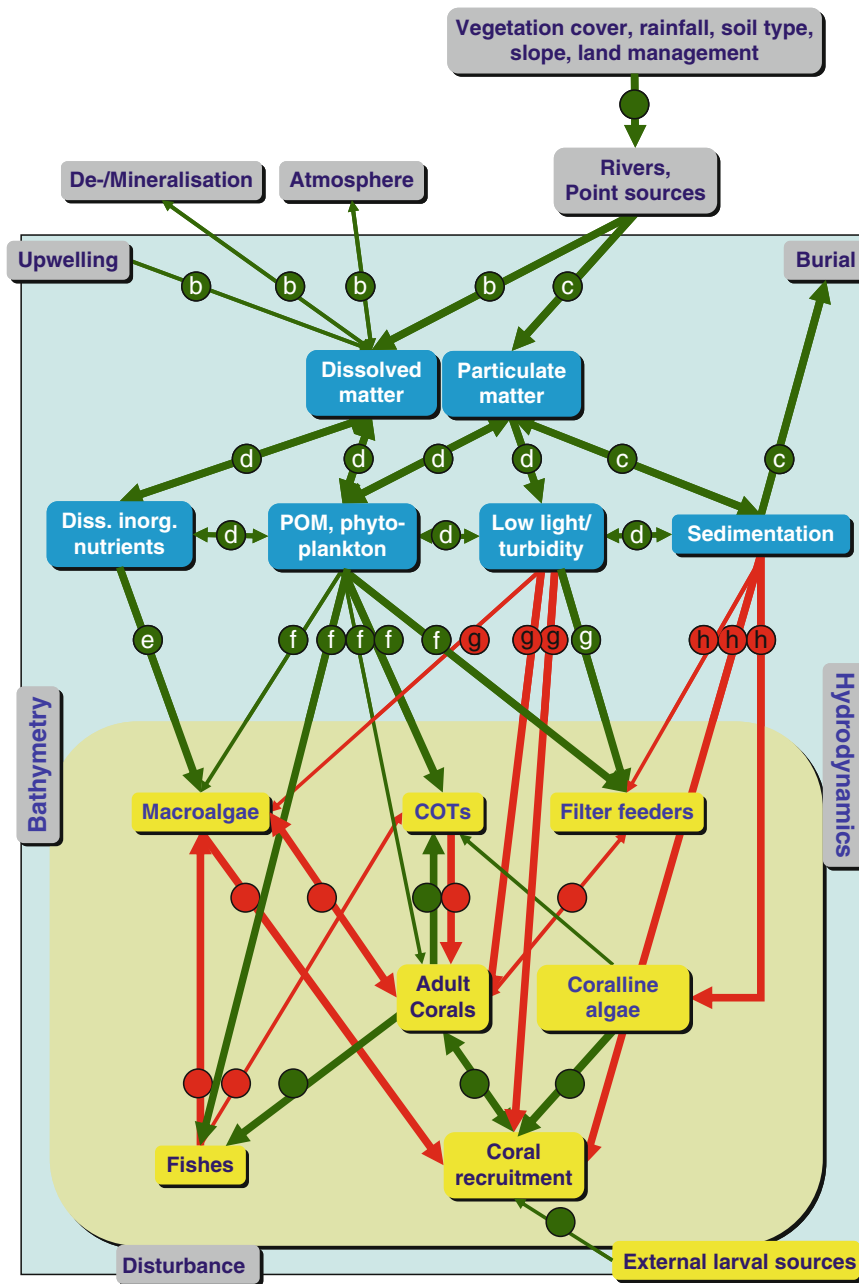 Vegetation cover, rainfall, soil type,
slope, land management
Rivers,
Point sources
De-/Mineralisation
Atmosphere
Upwelling
Burial
b
b
b
b
c
Dissolved
matter
Particulate
matter
d
d
d
d
c
c
Diss. inorg.
nutrients
POM, phyto-
plankton
Low light/
turbidity
Sedimentation
d
d
d
e
f
f
f
f
f
g
g
g
g
h
h
h
Bathymetry
Hydrodynamics
Macroalgae
COTs
Filter feeders
Adult
Corals
Coralline
algae
Fishes
Coral
recruitment
Disturbance
External larval sources